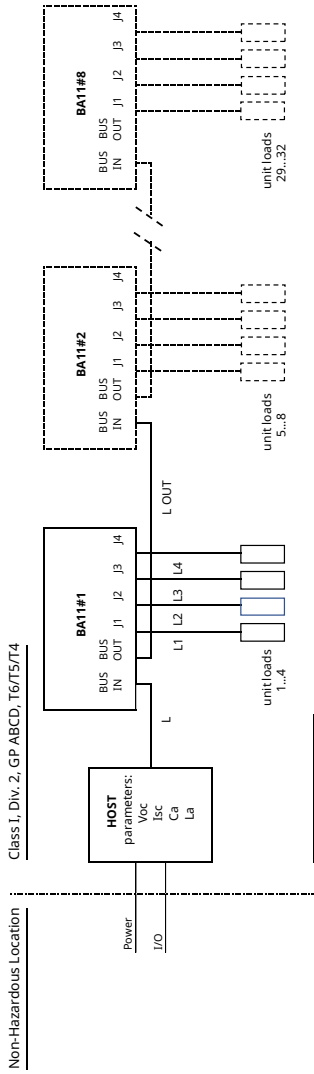 Non-Hazardous Location
Class I, Div. 2, GP ABCD, T6/T5/T4
Power
I/O
HOST
parameters:
Voc
Isc
Ca
La
L
BA11#1
BUS
IN
BUS
OUT
J1
J2
J3
J4
L1
L2
L3
L4
L OUT
unit loads
1...4
BA11#2
BUS
IN
BUS
OUT
J1
J2
J3
J4
unit loads
5...8
BA11#8
BUS
IN
BUS
OUT
J1
J2
J3
J4
unit loads
29...32